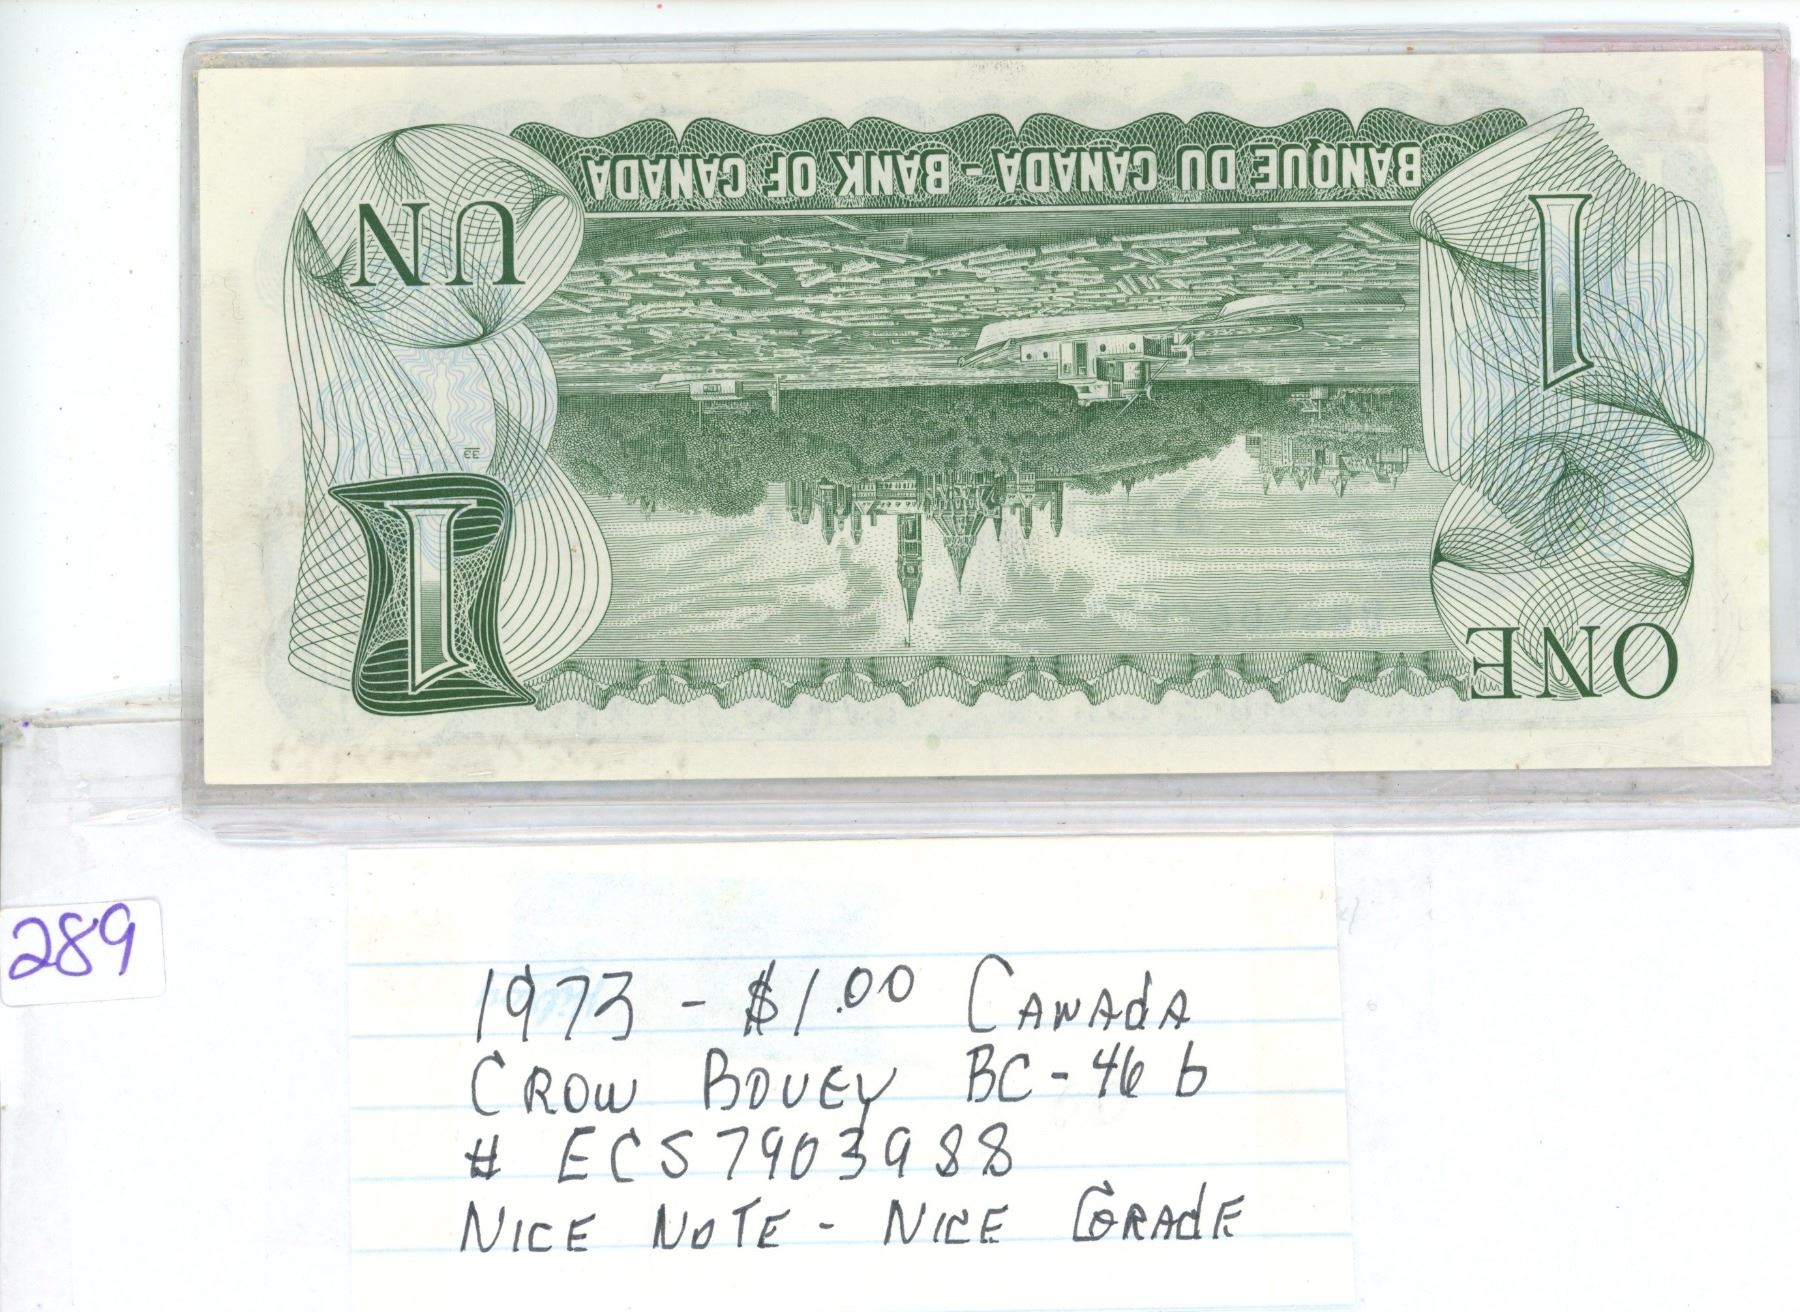 ONE
1
33
1
UN
BANQUE DU CANADA - BANK OF CANADA
289
1973 - $1.00 CANAdA
CROW BOUEY BC-46 b
# ECS7903988
NICE NOTE - NICE GRAdE